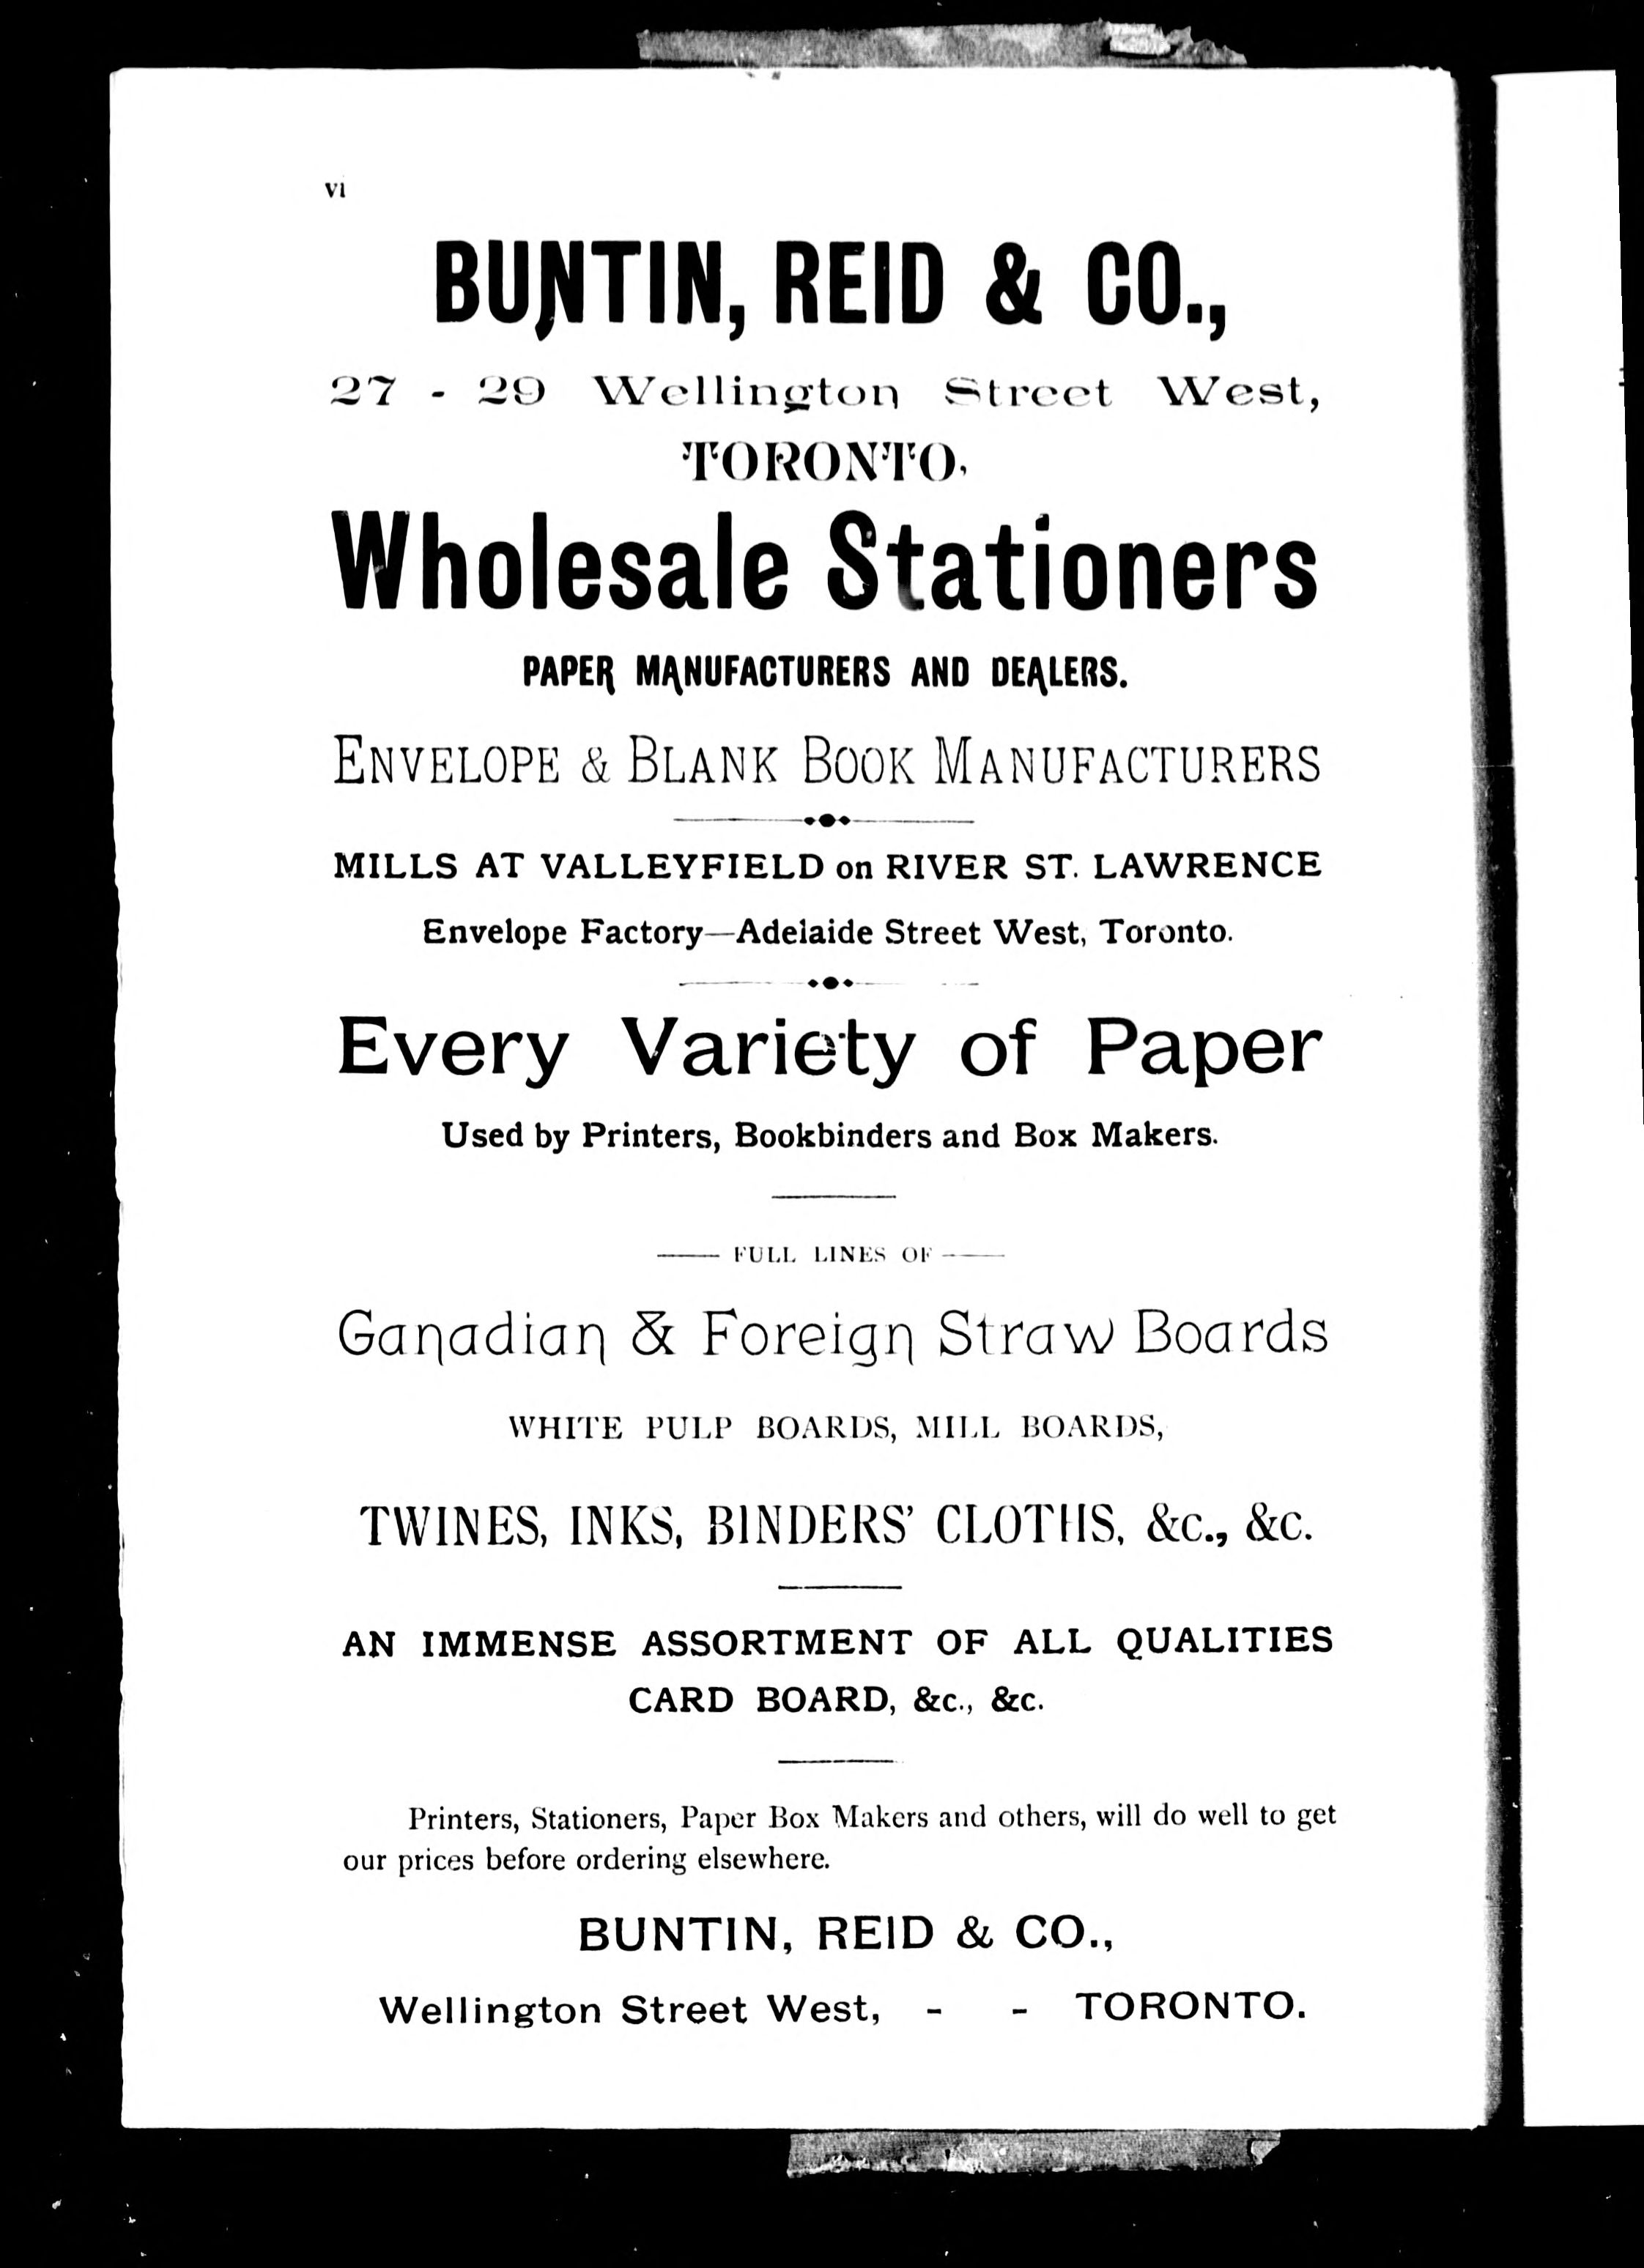 vi
BUNTIN, REID & CO.,
27 - 29 Wellington Street West,
TORONTO,
Wholesale Stationers
PAPER MANUFACTURERS AND DEALERS.
ENVELOPE & BLANK BOOK MANUFACTURERS
MILLS AT VALLEYFIELD on RIVER ST. LAWRENCE
Envelope Factory—Adelaide Street West, Toronto.
Every Variety of Paper
Used by Printers, Bookbinders and Box Makers.
FULL LINES OF
Canadian & Foreign Straw Boards
WHITE PULP BOARDS, MILL BOARDS,
TWINES, INKS, BINDERS' CLOTHS, &c., &c.
AN IMMENSE ASSORTMENT OF ALL QUALITIES
CARD BOARD, &c., &c.
Printers, Stationers, Paper Box Makers and others, will do well to get
our prices before ordering elsewhere.
BUNTIN, REID & CO.,
Wellington Street West, - - TORONTO.